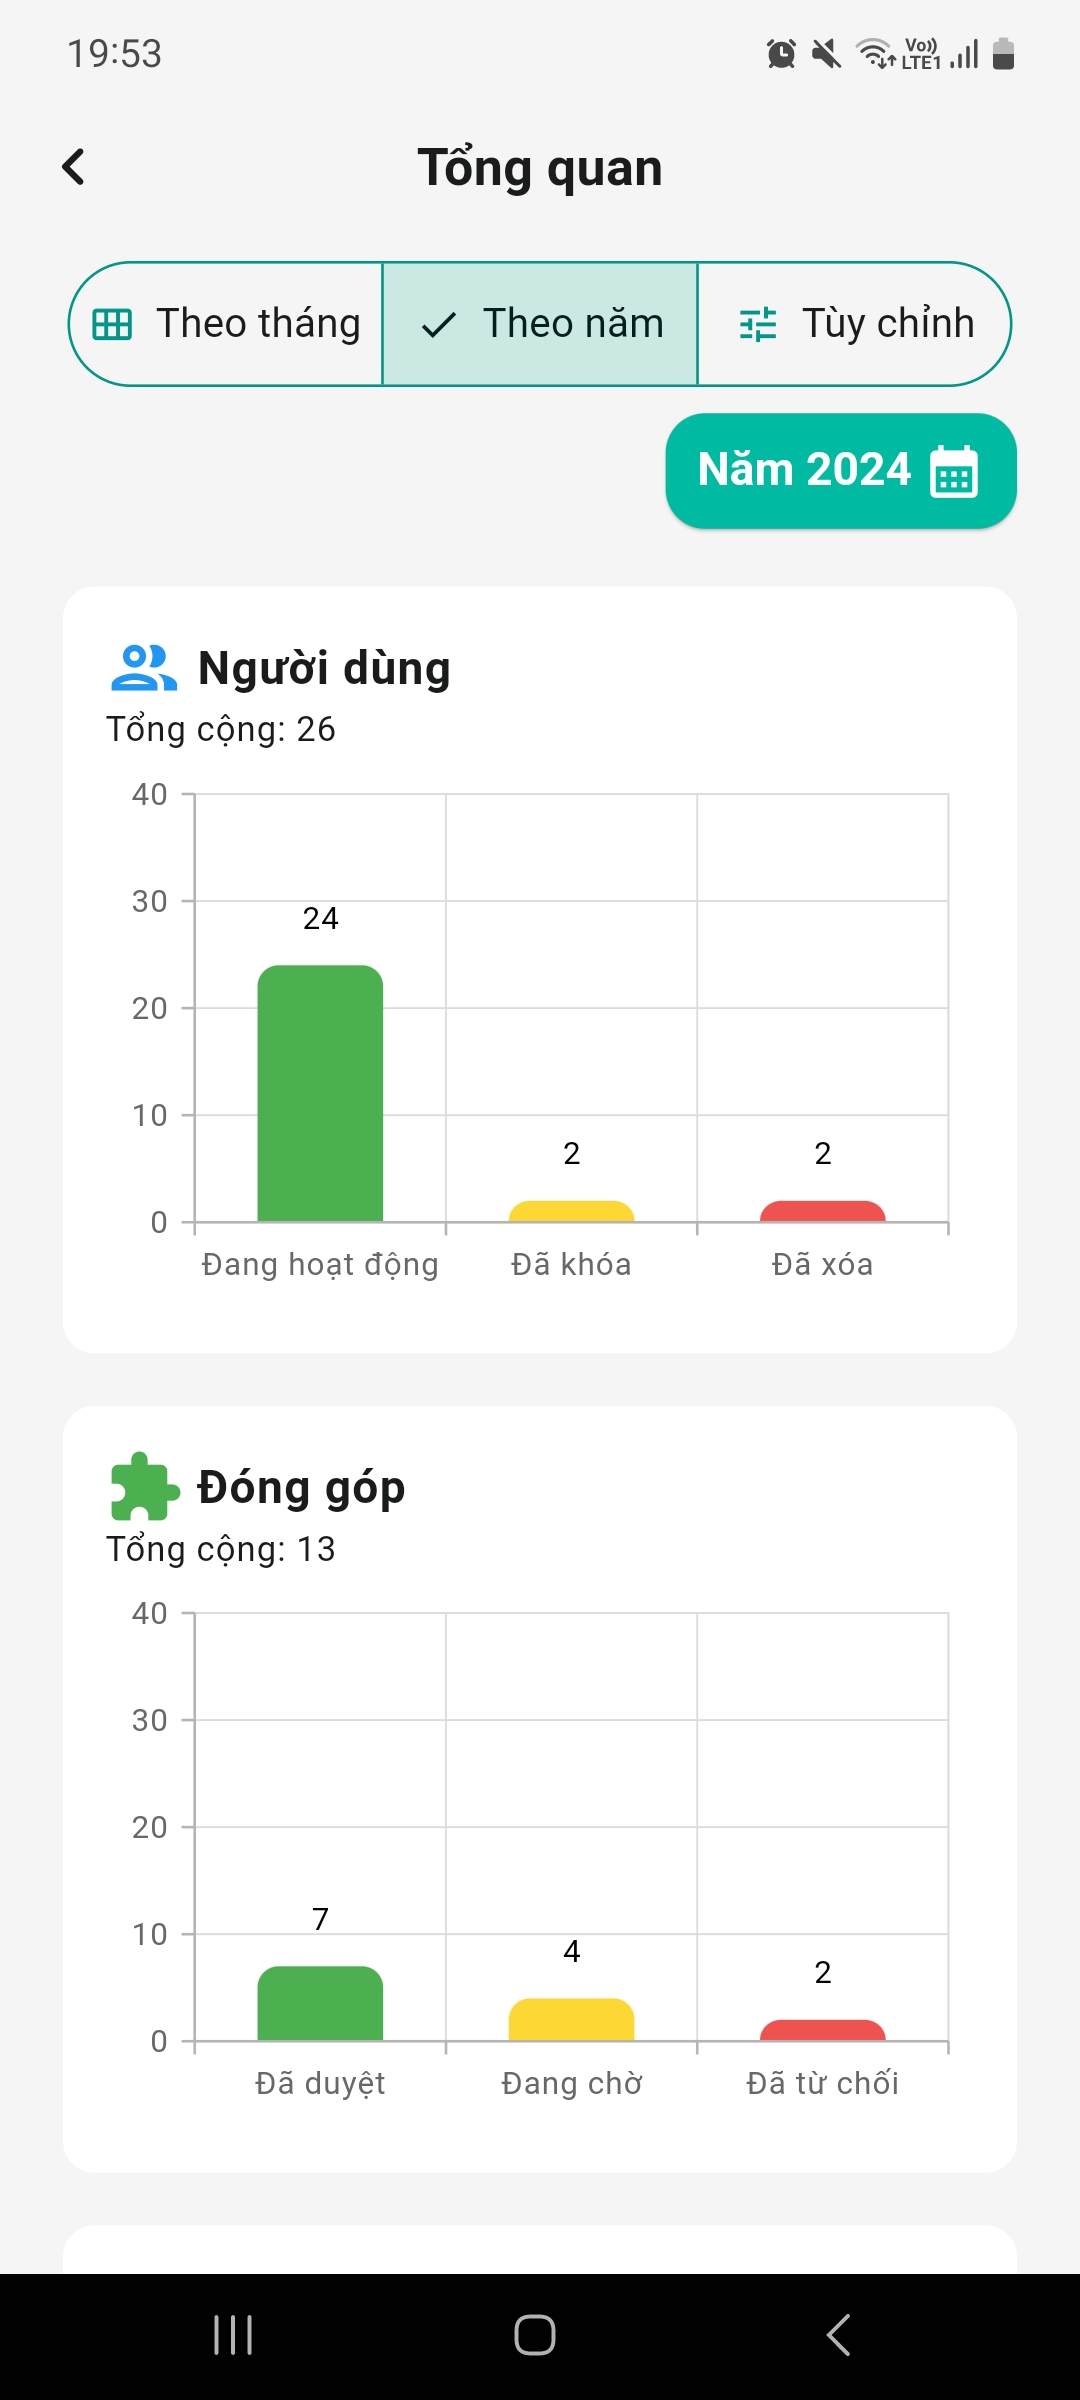 19:53
Vo))
LTE1
Tổng quan
Theo tháng Theo năm Tùy chỉnh
Năm 2024
Người dùng
Tổng cộng: 26
40
30
24
20
10
2 2
0
Đang hoạt động Đã khóa Đã xóa
Đóng góp
Tổng cộng: 13
40
30
20
7
10
4
2
0
Đã duyệt Đang chờ Đã từ chối